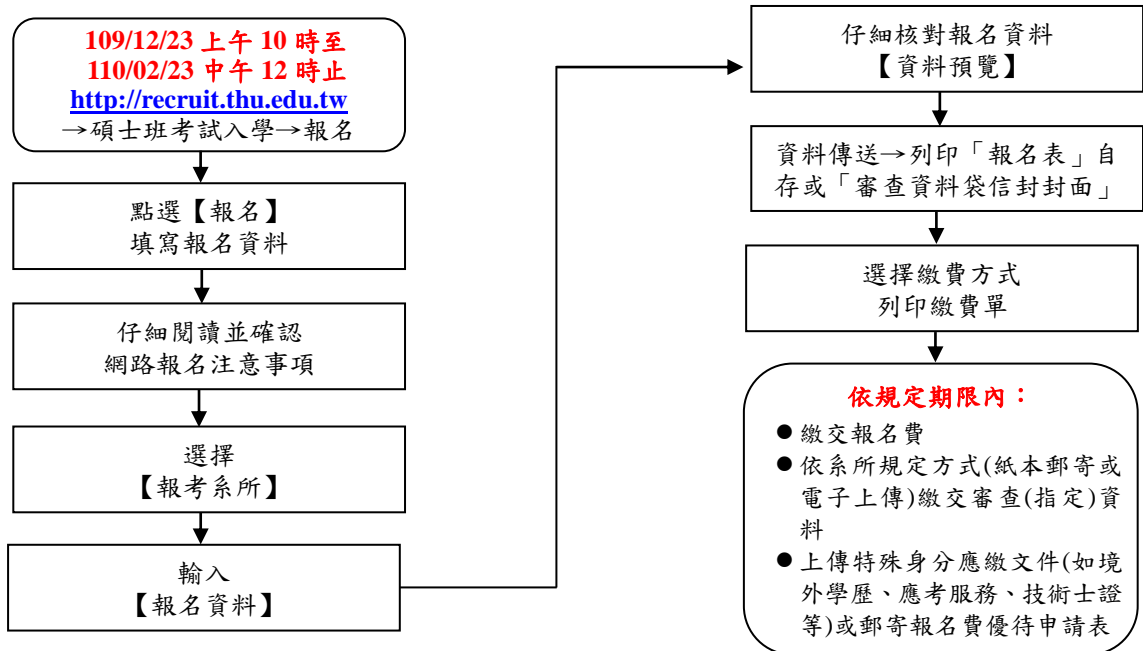 109/12/23 上午 10 時至
110/02/23 中午 12 時止
http://recruit.thu.edu.tw
→碩士班考試入學→報名
點選【報名】
填寫報名資料
仔細閱讀並確認
網路報名注意事項
選擇
【報考系所】
輸入
【報名資料】
仔細核對報名資料
【資料預覽】
資料傳送→列印「報名表」自
存或「審查資料袋信封封面」
選擇繳費方式
列印繳費單
依規定期限內：
●繳交報名費
●依系所規定方式(紙本郵寄或
電子上傳)繳交審查(指定)資
料
●上傳特殊身分應繳文件(如境
外學歷、應考服務、技術士證
等)或郵寄報名費優待申請表